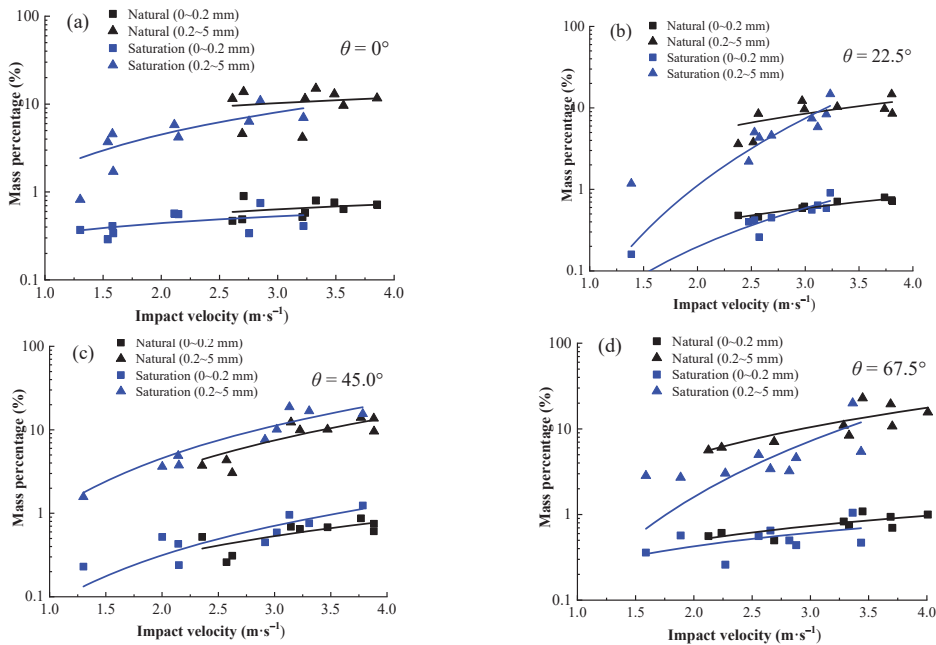 (a)
Natural (0~0.2 mm)
Natural (0.2~5 mm)
Saturation (0~0.2 mm)
Saturation (0.2~5 mm)
θ = 0°
100
10
1
0.1
Mass percentage (%)
1.0 1.5 2.0 2.5 3.0 3.5 4.0
Impact velocity (m·s⁻¹)
(b)
Natural (0~0.2 mm)
Natural (0.2~5 mm)
Saturation (0~0.2 mm)
Saturation (0.2~5 mm)
θ = 22.5°
100
10
1
0.1
Mass percentage (%)
1.0 1.5 2.0 2.5 3.0 3.5 4.0
Impact velocity (m·s⁻¹)
(c)
Natural (0~0.2 mm)
Natural (0.2~5 mm)
Saturation (0~0.2 mm)
Saturation (0.2~5 mm)
θ = 45.0°
100
10
1
0.1
Mass percentage (%)
1.0 1.5 2.0 2.5 3.0 3.5 4.0
Impact velocity (m·s⁻¹)
(d)
Natural (0~0.2 mm)
Natural (0.2~5 mm)
Saturation (0~0.2 mm)
Saturation (0.2~5 mm)
θ = 67.5°
100
10
1
0.1
Mass percentage (%)
1.0 1.5 2.0 2.5 3.0 3.5 4.0
Impact velocity (m·s⁻¹)